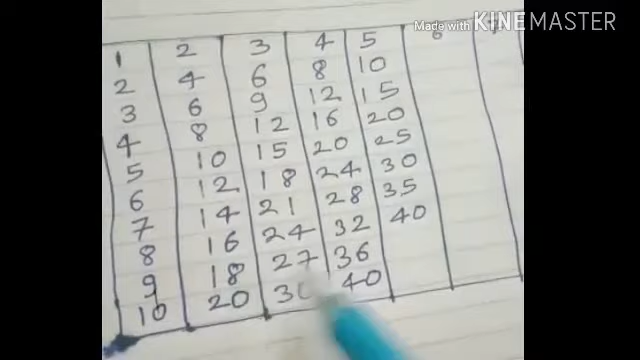 Made with KINEMASTER
1 2 3 4 5 6
2 4 6 8 10
3 6 9 12 15
4 8 12 16 20
5 10 15 20 25
6 12 18 24 30
7 14 21 28 35
8 16 24 32 40
9 18 27 36
10 20 30 40